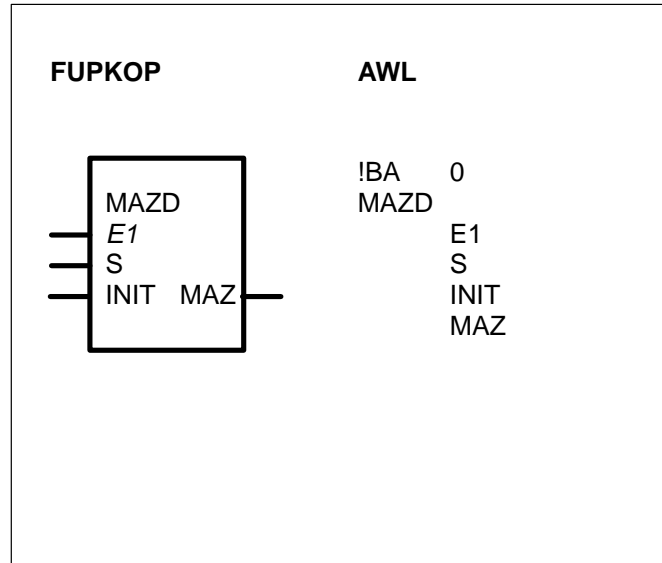 FUPKOP
MAZD
E1
S
INIT MAZ
AWL
!BA 0
MAZD
E1
S
INIT
MAZ